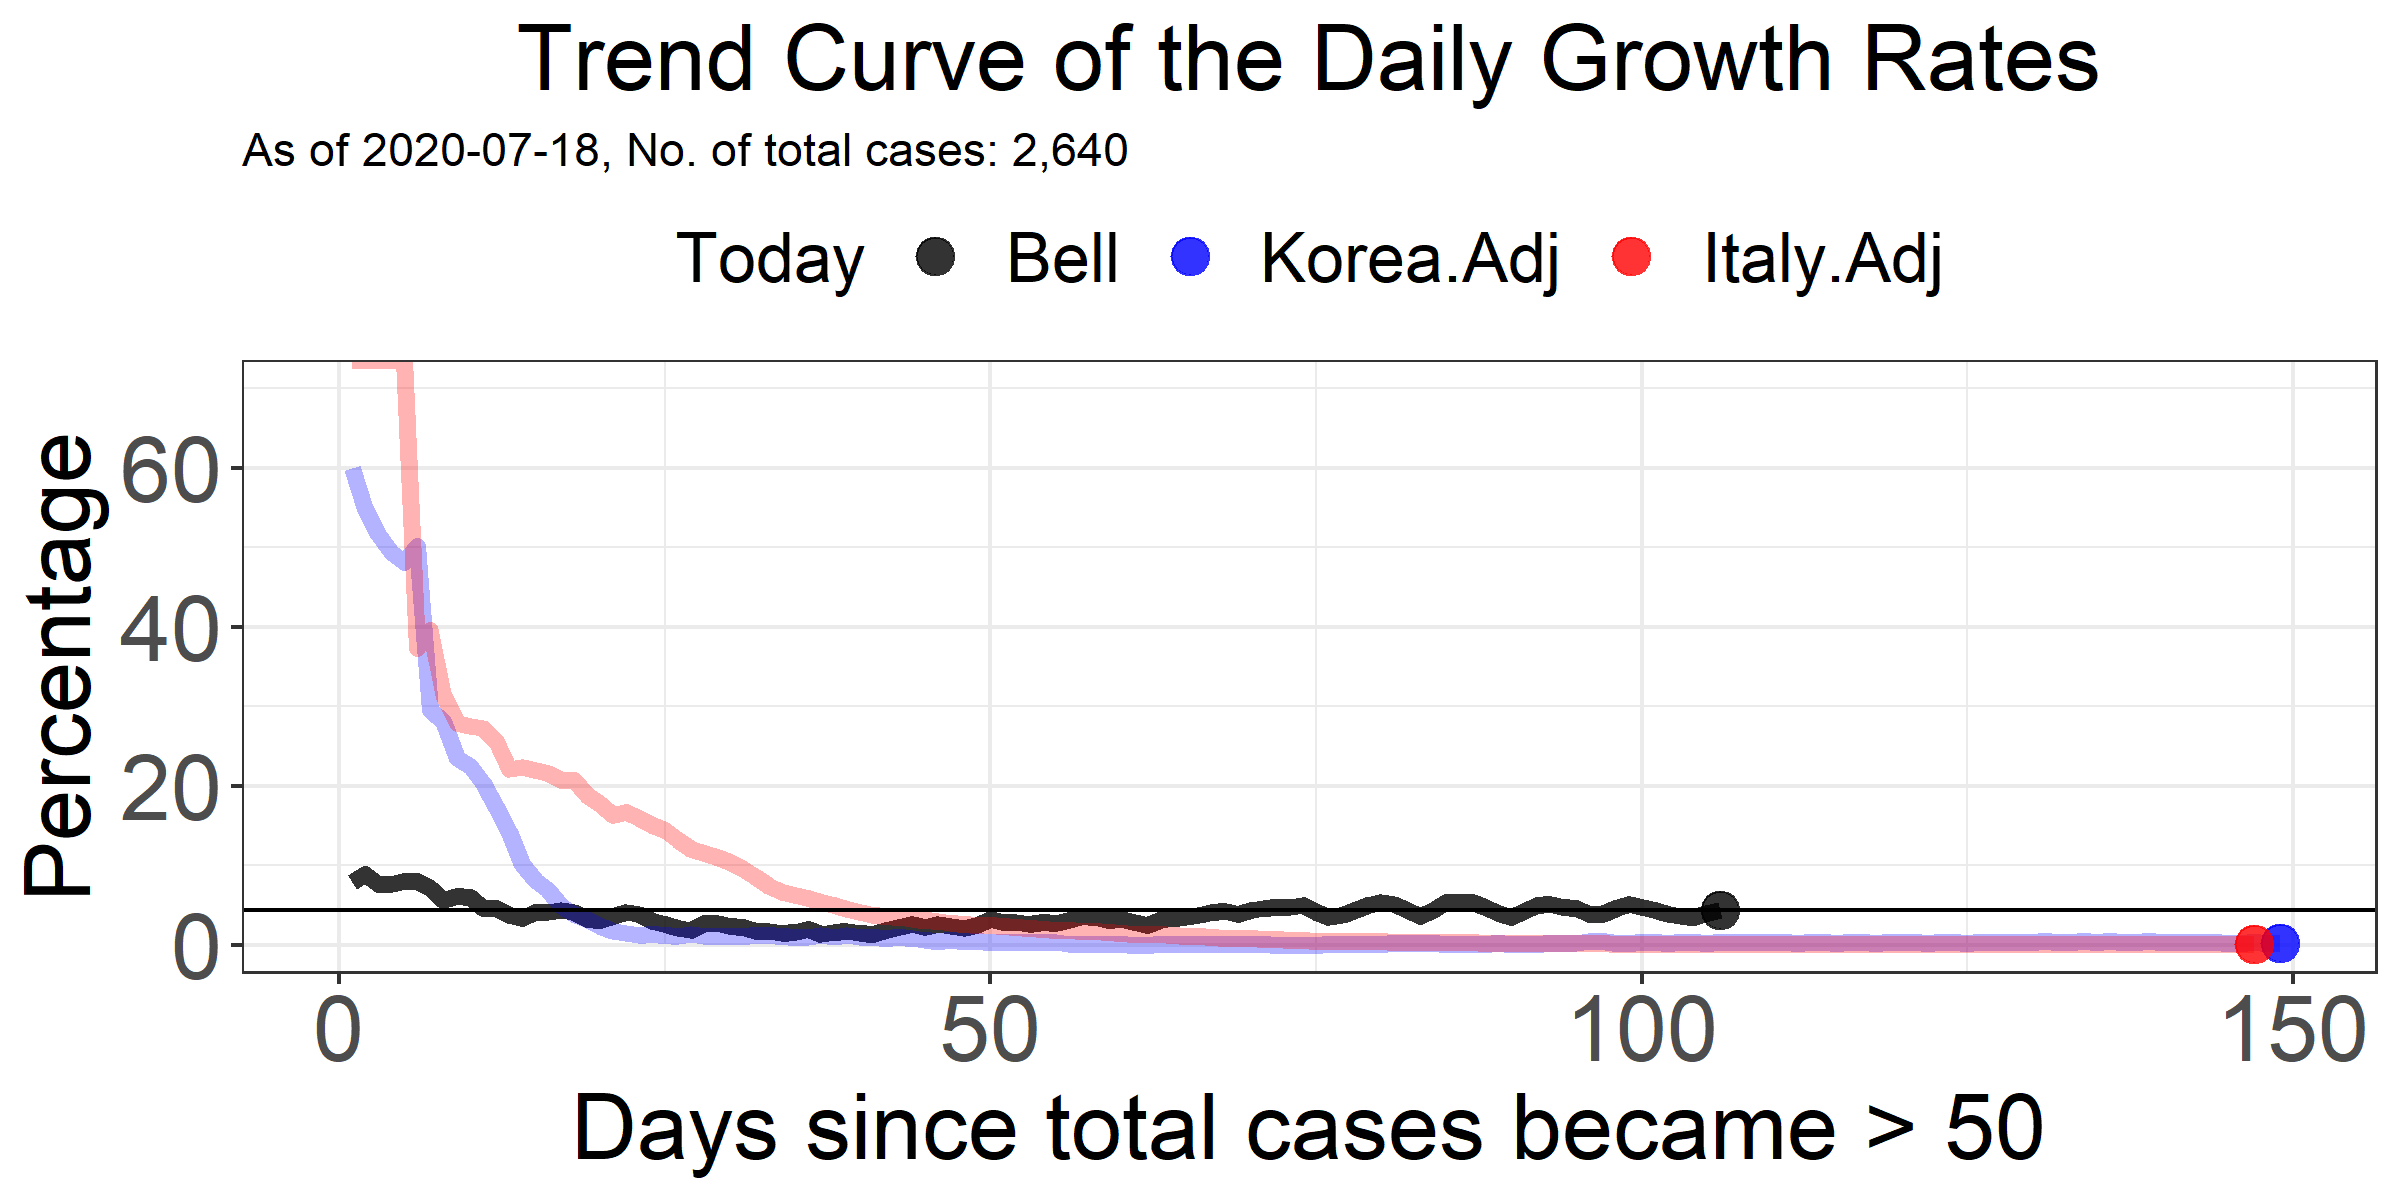 Trend Curve of the Daily Growth Rates
As of 2020-07-18, No. of total cases: 2,640
Today Bell Korea.Adj Italy.Adj
Percentage
60
40
20
0
0 50 100 150
Days since total cases became > 50